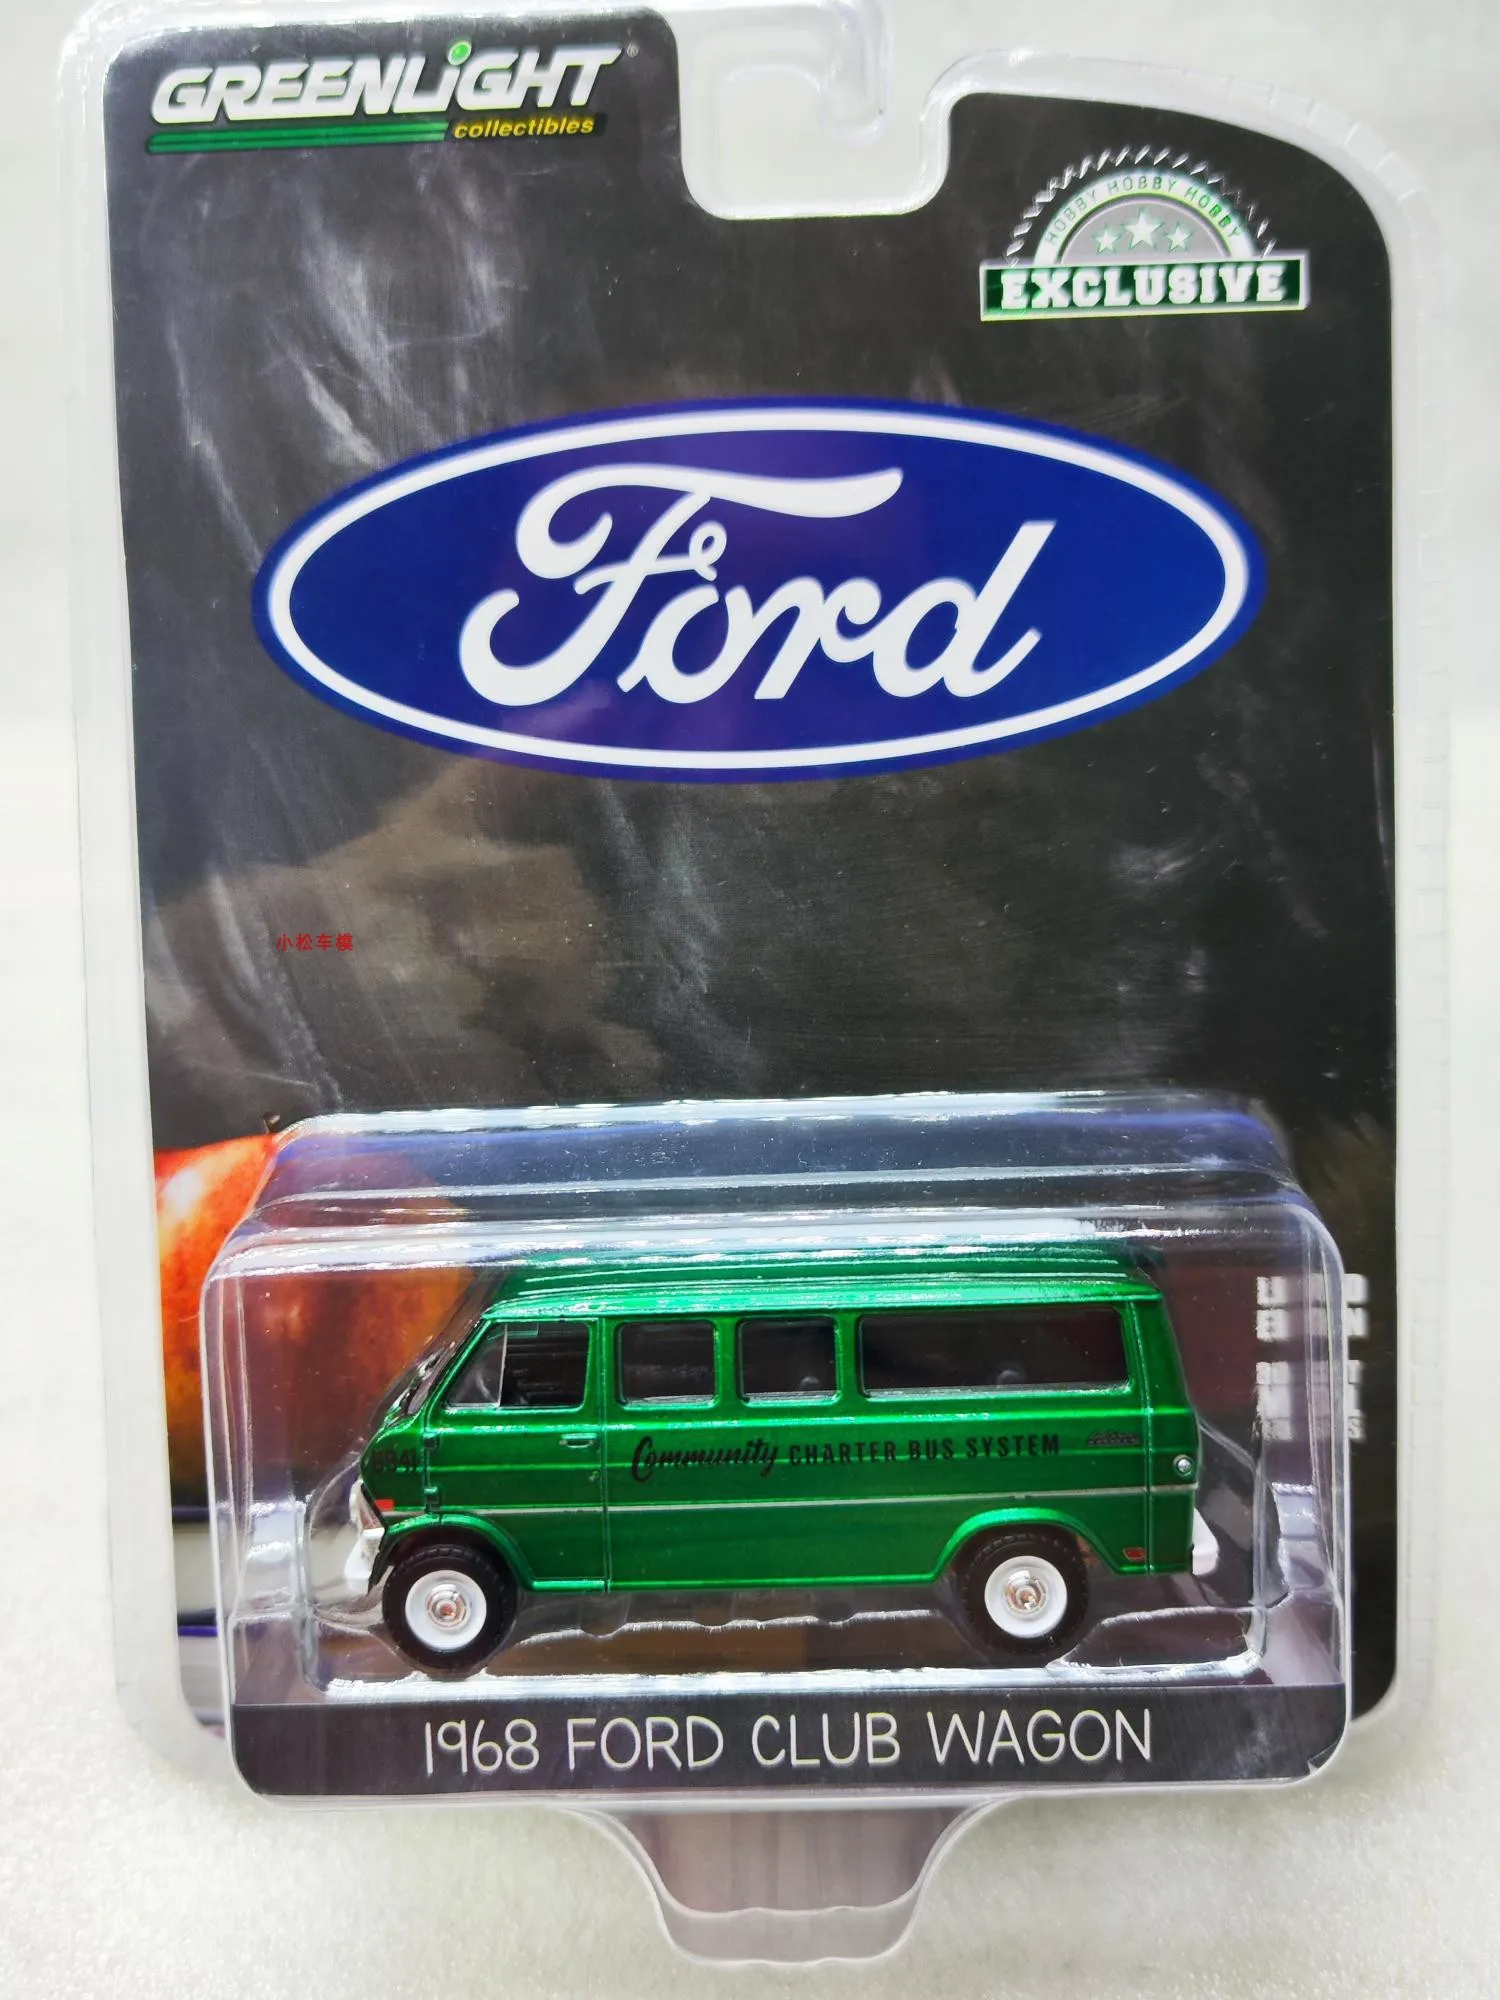 GREENLiGHT®
collectibles
HOBBY HOBBY HOBBY
EXCLUSIVE
Ford
小松车模
Community CHARTER BUS SYSTEM
1968 FORD CLUB WAGON